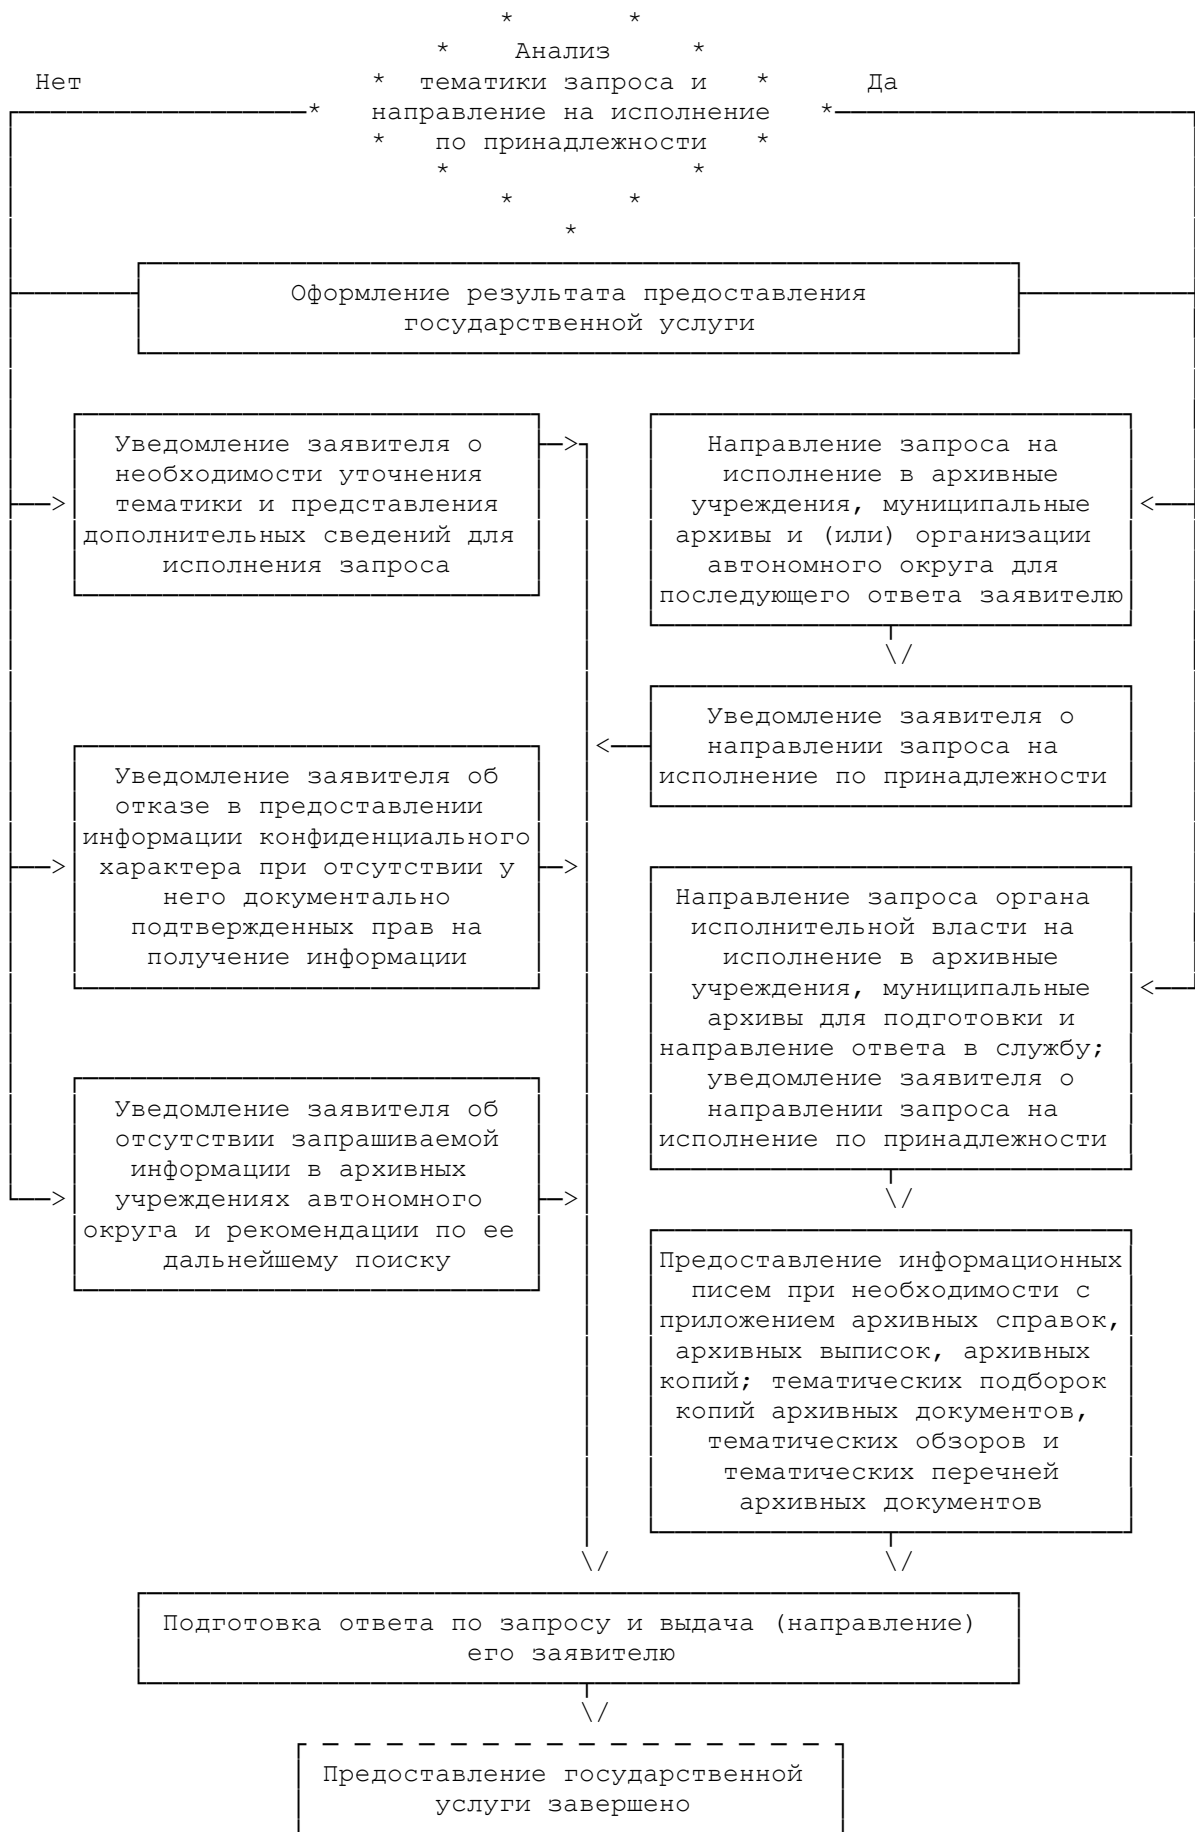 Анализ
Нет
тематики запроса и
Да
направление на исполнение
по принадлежности
Оформление результата предоставления
государственной услуги
Уведомление заявителя о
необходимости уточнения
тематики и представления
дополнительных сведений для
исполнения запроса
Направление запроса на
исполнение в архивные
учреждения, муниципальные
архивы и (или) организации
автономного округа для
последующего ответа заявителю
Уведомление заявителя о
направлении запроса на
исполнение по принадлежности
Уведомление заявителя об
отказе в предоставлении
информации конфиденциального
характера при отсутствии у
него документально
подтвержденных прав на
получение информации
Направление запроса органа
исполнительной власти на
исполнение в архивные
учреждения, муниципальные
архивы для подготовки и
направление ответа в службу;
уведомление заявителя о
направлении запроса на
исполнение по принадлежности
Уведомление заявителя об
отсутствии запрашиваемой
информации в архивных
учреждениях автономного
округа и рекомендации по ее
дальнейшему поиску
Предоставление информационных
писем при необходимости с
приложением архивных справок,
архивных выписок, архивных
копий; тематических подборок
копий архивных документов,
тематических обзоров и
тематических перечней
архивных документов
Подготовка ответа по запросу и выдача (направление)
его заявителю
Предоставление государственной
услуги завершено